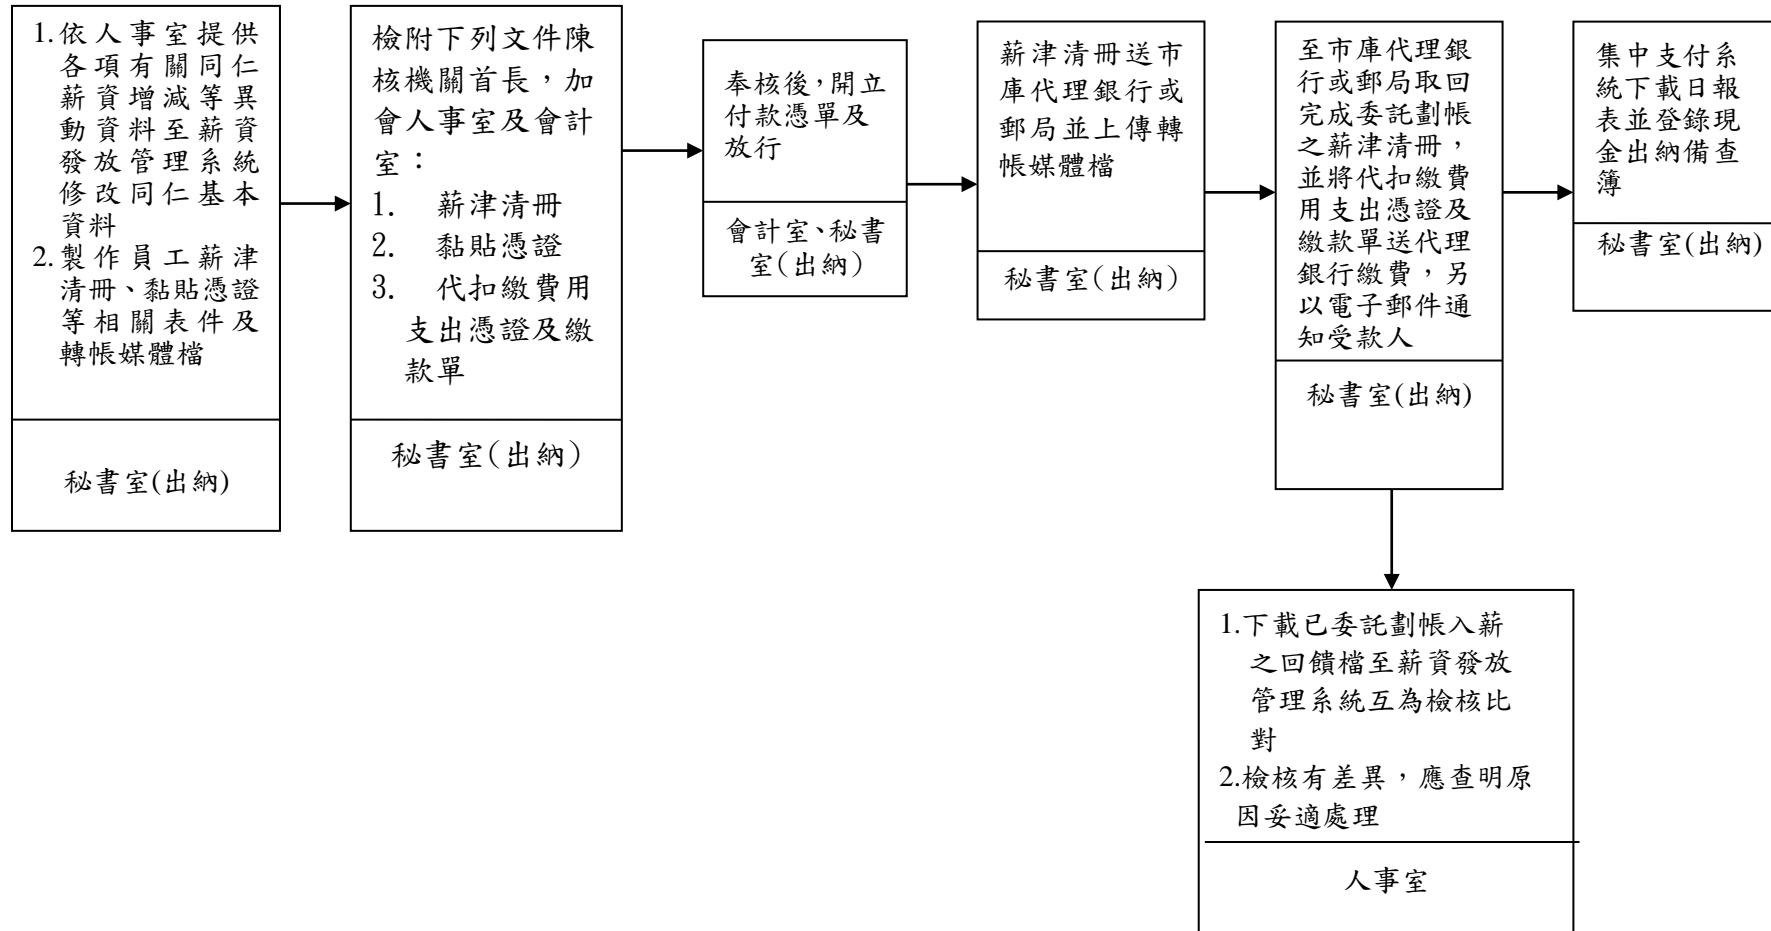 1.依人事室提供
各項有關同仁
薪資增減等異
動資料至薪資
發放管理系統
修改同仁基本
資料
2.製作員工薪津
清冊、黏貼憑證
等相關表件及
轉帳媒體檔
秘書室(出納)
檢附下列文件陳
核機關首長，加
會人事室及會計
室：
1. 薪津清冊
2. 黏貼憑證
3. 代扣繳費用
支出憑證及繳
款單
秘書室(出納)
奉核後，開立
付款憑單及
放行
會計室、秘書
室(出納)
薪津清冊送市
庫代理銀行或
郵局並上傳轉
帳媒體檔
秘書室(出納)
至市庫代理銀
行或郵局取回
完成委託劃帳
之薪津清冊，
並將代扣繳費
用支出憑證及
繳款單送代理
銀行繳費，另
以電子郵件通
知受款人
秘書室(出納)
集中支付系
統下載日報
表並登錄現
金出納備查
簿
秘書室(出納)
1.下載已委託劃帳入薪
之回饋檔至薪資發放
管理系統互為檢核比
對
2.檢核有差異，應查明原
因妥適處理
人事室